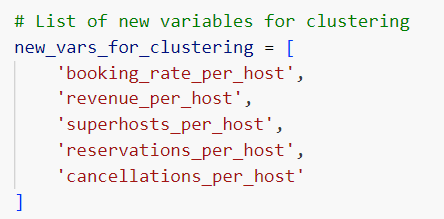 # List of new variables for clustering
new_vars_for_clustering = [
    'booking_rate_per_host',
    'revenue_per_host',
    'superhosts_per_host',
    'reservations_per_host',
    'cancellations_per_host'
]